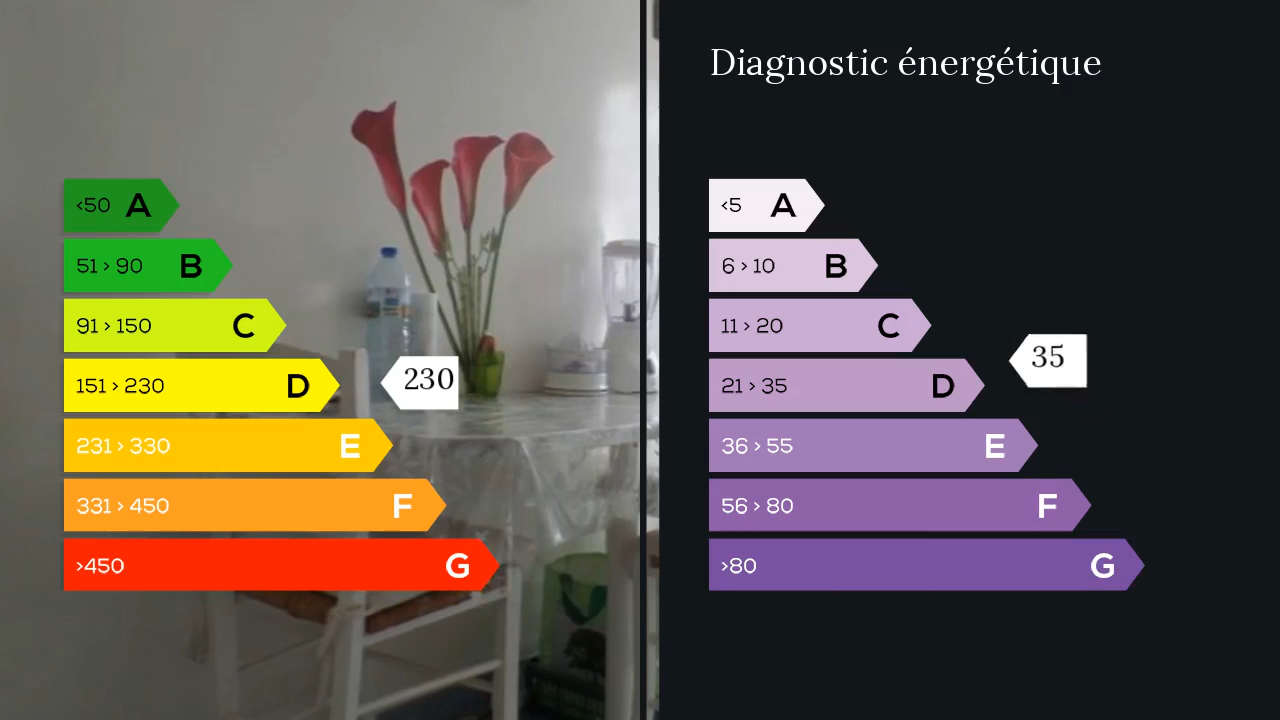 Diagnostic énergétique
<50 A
51 > 90 B
91 > 150 C
151 > 230 D
230
231 > 330 E
331 > 450 F
>450 G
<5 A
6 > 10 B
11 > 20 C
35
21 > 35 D
36 > 55 E
56 > 80 F
>80 G